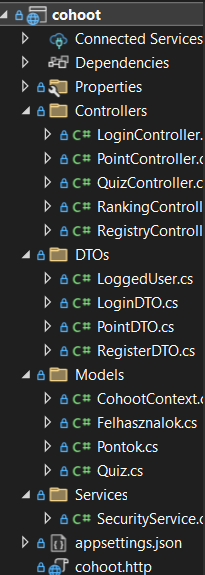 cohoot
Connected Services
Dependencies
Properties
Controllers
LoginController.
PointController.c
QuizController.c
RankingControll
RegistryControll
DTOs
LoggedUser.cs
LoginDTO.cs
PointDTO.cs
RegisterDTO.cs
Models
CohootContext.c
Felhasznalok.cs
Pontok.cs
Quiz.cs
Services
SecurityService.c
appsettings.json
cohoot.http